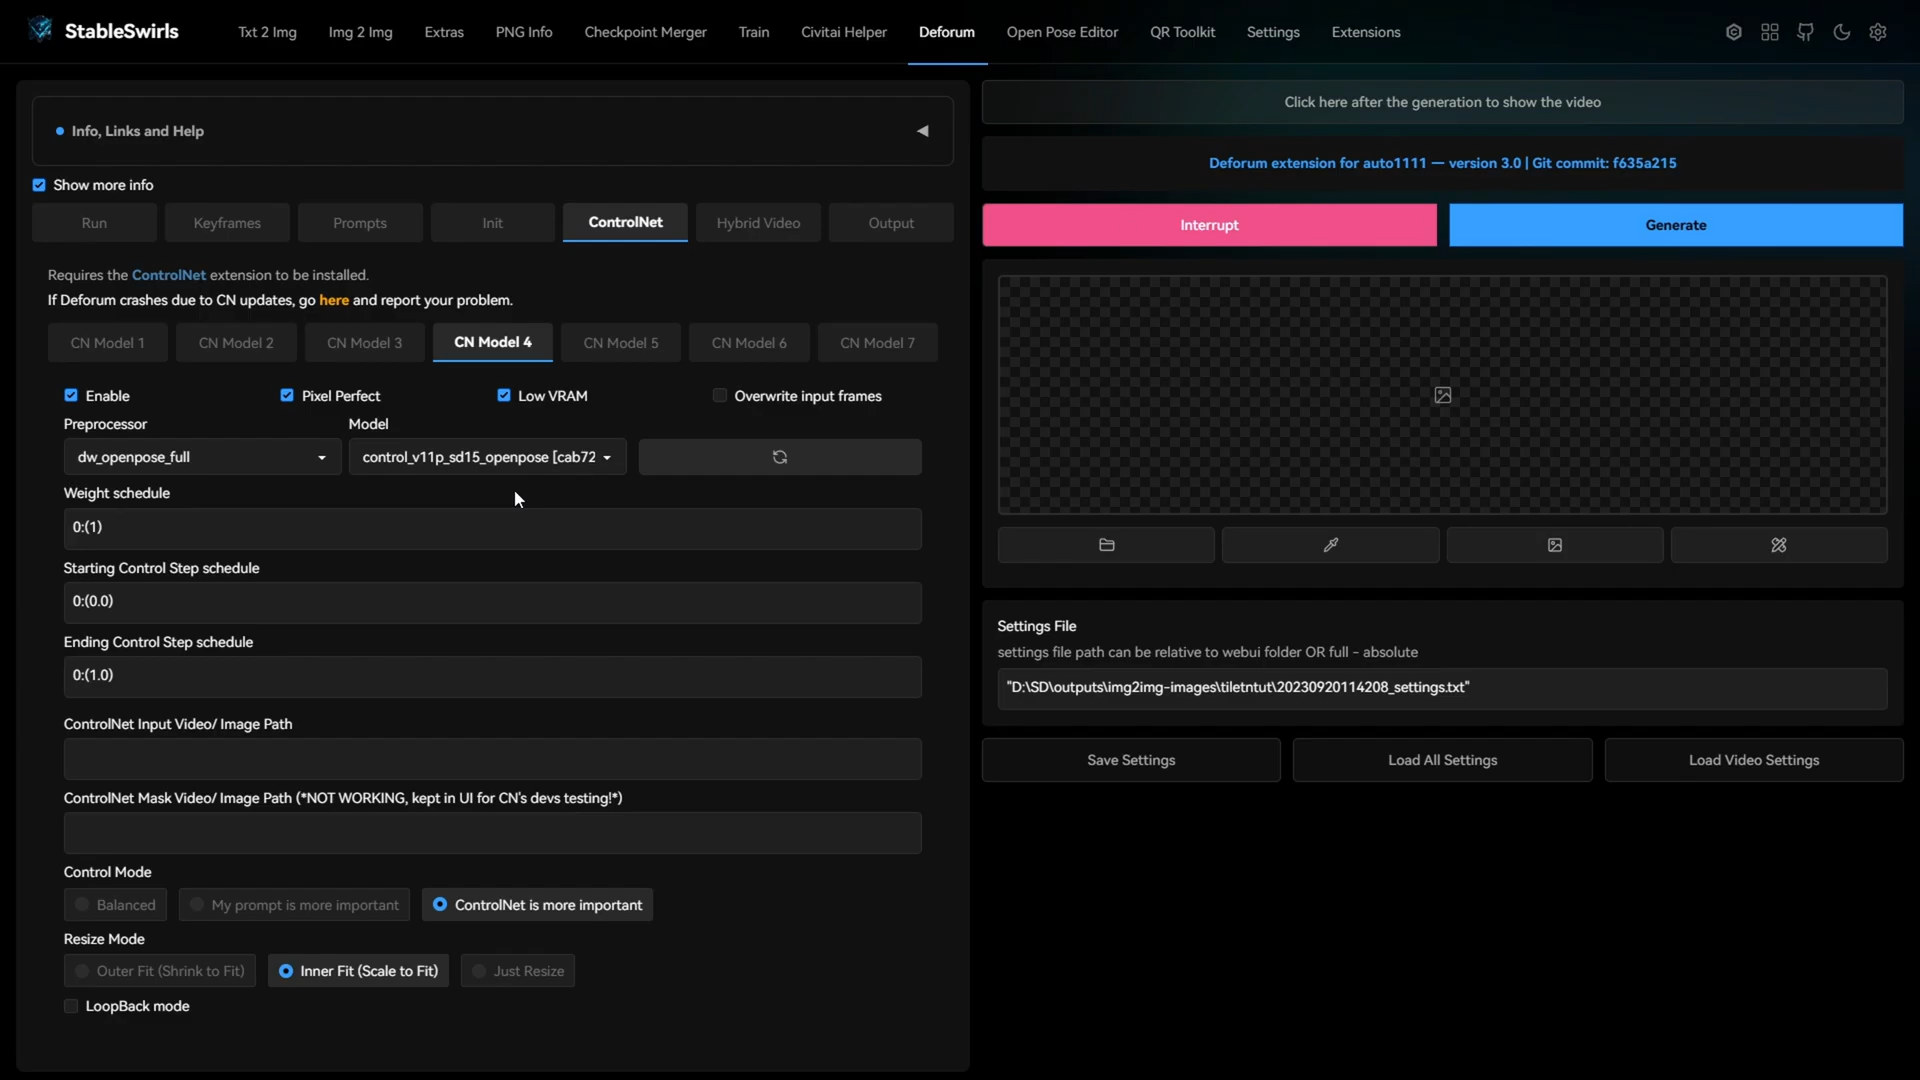 StableSwirls
Txt 2 Img
Img 2 Img
Extras
PNG Info
Checkpoint Merger
Train
Civitai Helper
Deforum
Open Pose Editor
QR Toolkit
Settings
Extensions
Info, Links and Help
Show more info
Run
Keyframes
Prompts
Init
ControlNet
Hybrid Video
Output
Requires the ControlNet extension to be installed.
If Deforum crashes due to CN updates, go here and report your problem.
CN Model 1
CN Model 2
CN Model 3
CN Model 4
CN Model 5
CN Model 6
CN Model 7
Enable
Pixel Perfect
Low VRAM
Overwrite input frames
Preprocessor
Model
dw_openpose_full
control_v11p_sd15_openpose [cab72
Weight schedule
0:(1)
Starting Control Step schedule
0:(0.0)
Ending Control Step schedule
0:(1.0)
ControlNet Input Video/ Image Path
ControlNet Mask Video/ Image Path (*NOT WORKING, kept in UI for CN's devs testing!*)
Control Mode
Balanced
My prompt is more important
ControlNet is more important
Resize Mode
Outer Fit (Shrink to Fit)
Inner Fit (Scale to Fit)
Just Resize
LoopBack mode
Click here after the generation to show the video
Deforum extension for auto1111 — version 3.0 | Git commit: f635a215
Interrupt
Generate
Settings File
settings file path can be relative to webui folder OR full - absolute
"D:\SD\outputs\img2img-images\tiletntut\20230920114208_settings.txt"
Save Settings
Load All Settings
Load Video Settings